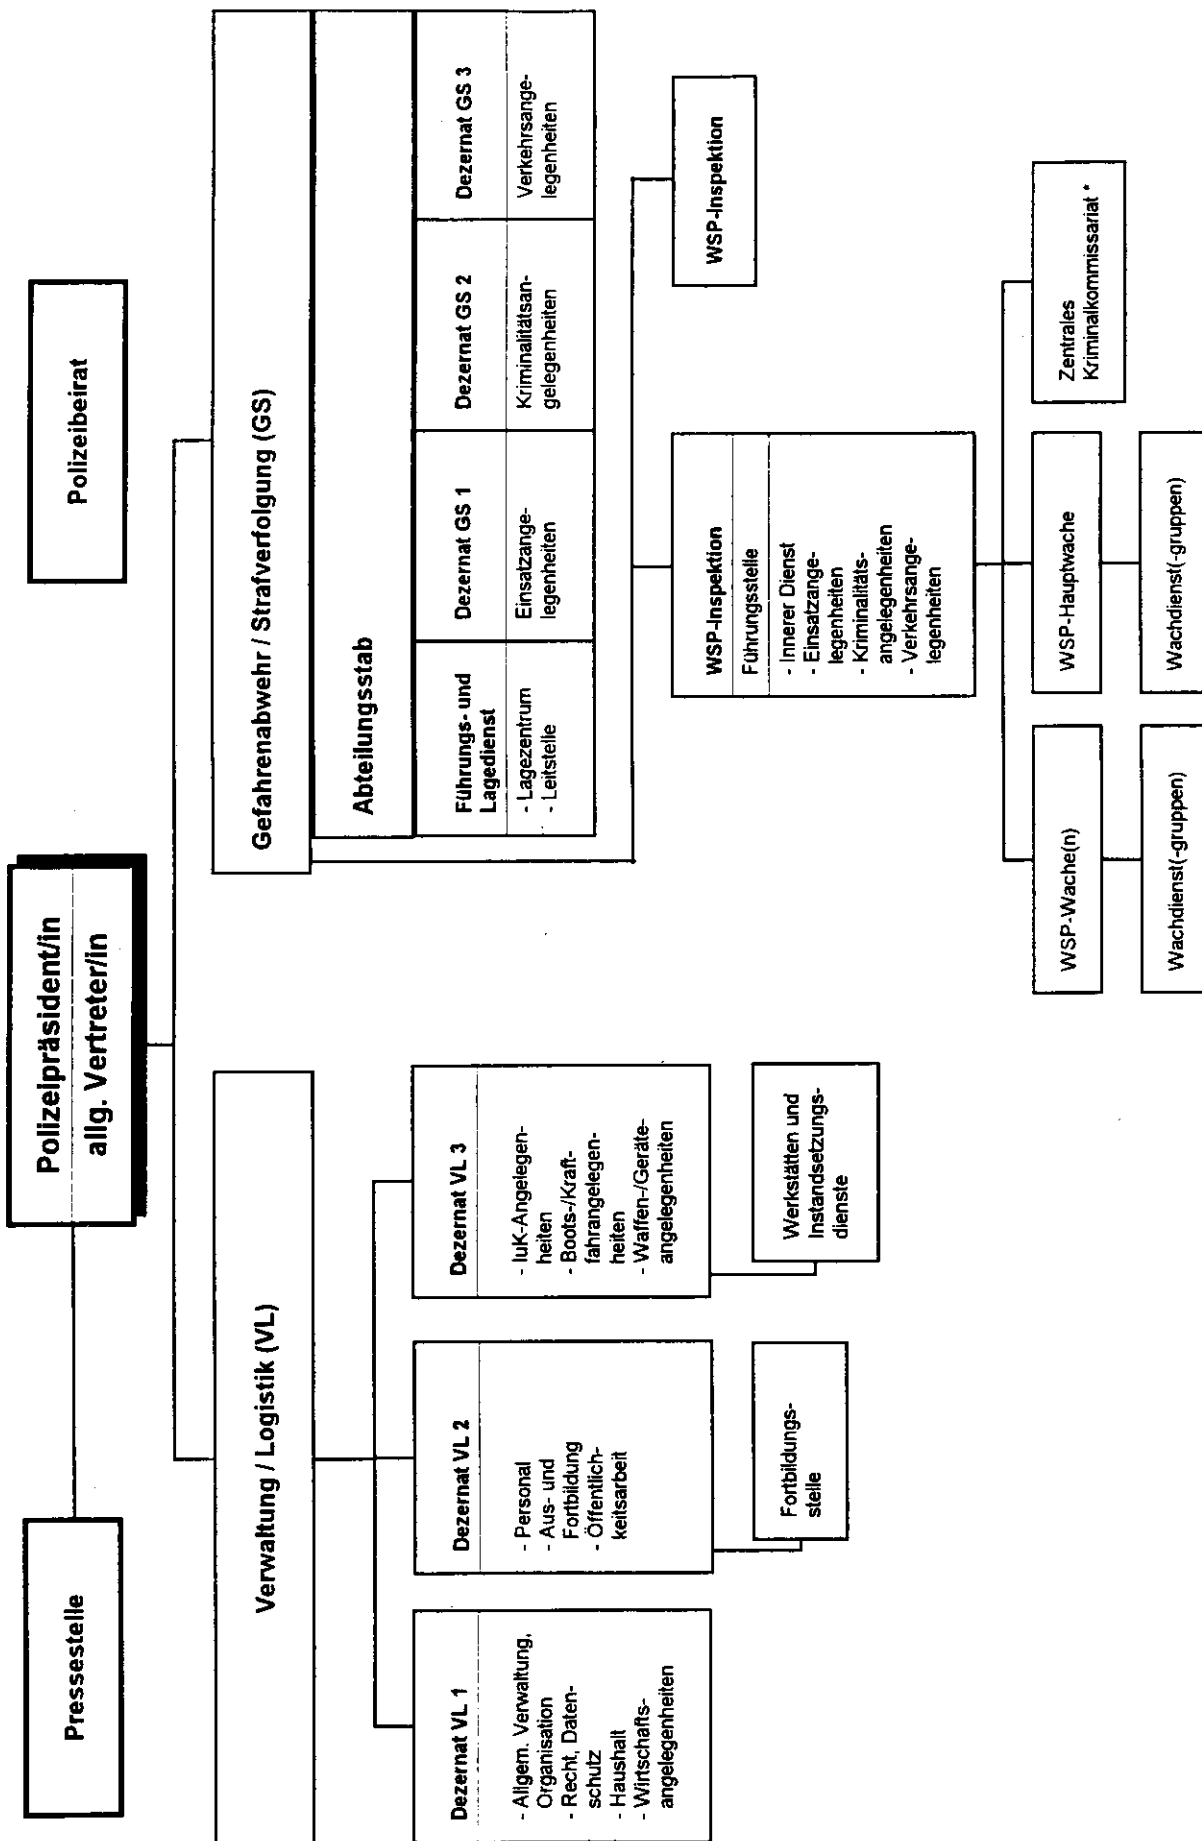 Polizeipräsident/in
allg. Vertreter/in
Pressestelle
Polizeibeirat
Verwaltung / Logistik (VL)
Gefahrenabwehr / Strafverfolgung (GS)
Abteilungsstab
Dezernat VL 1
- Allgem. Verwaltung,
Organisation
- Recht, Daten-
schutz
- Haushalt
- Wirtschafts-
angelegenheiten
Dezernat VL 2
- Personal
- Aus- und
Fortbildung
- Öffentlich-
keitsarbeit
Dezernat VL 3
- IuK-Angelegen-
heiten
- Boots-/Kraft-
fahrangelegen-
heiten
- Waffen-/Geräte-
angelegenheiten
Fortbildungs-
stelle
Werkstätten und
Instandsetzungs-
dienste
Führungs- und
Lagedienst
- Lagezentrum
- Leitstelle
Dezernat GS 1
Einsatzange-
legenheiten
Dezernat GS 2
Kriminalitätsan-
gelegenheiten
Dezernat GS 3
Verkehrsange-
legenheiten
WSP-Inspektion
Führungsstelle
- Innerer Dienst
- Einsatzange-
legenheiten
- Kriminalitäts-
angelegenheiten
- Verkehrsange-
legenheiten
WSP-Inspektion
WSP-Wache(n)
WSP-Hauptwache
Zentrales
Kriminalkommissariat *
Wachdienst(-gruppen)
Wachdienst(-gruppen)